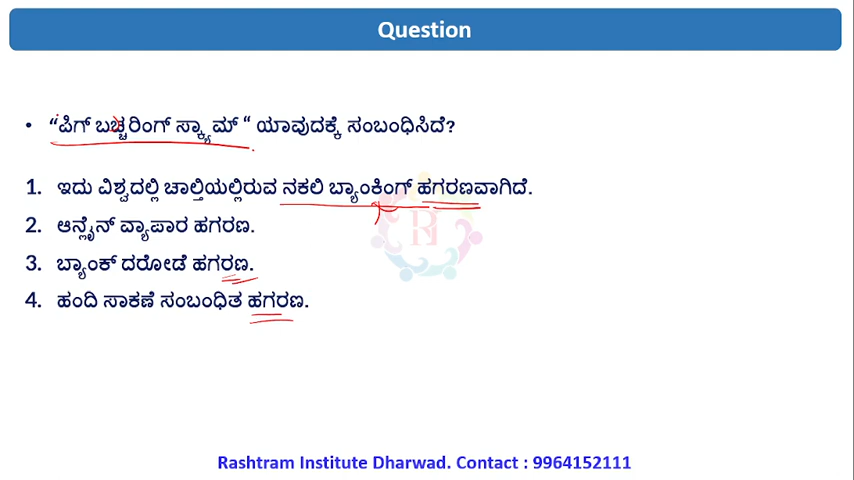 Question
• “ಪಿಗ್ ಬಚ್ಚರಿಂಗ್ ಸ್ಕ್ಯಾಮ್ “ ಯಾವುದಕ್ಕೆ ಸಂಬಂಧಿಸಿದೆ?
1. ಇದು ವಿಶ್ವದಲ್ಲಿ ಚಾಲ್ತಿಯಲ್ಲಿರುವ ನಕಲಿ ಬ್ಯಾಂಕಿಂಗ್ ಹಗರಣವಾಗಿದೆ.
2. ಆನ್ಲೈನ್ ವ್ಯಾಪಾರ ಹಗರಣ.
3. ಬ್ಯಾಂಕ್ ದರೋಡೆ ಹಗರಣ.
4. ಹಂದಿ ಸಾಕಣೆ ಸಂಬಂಧಿತ ಹಗರಣ.
Rashtram Institute Dharwad. Contact : 9964152111